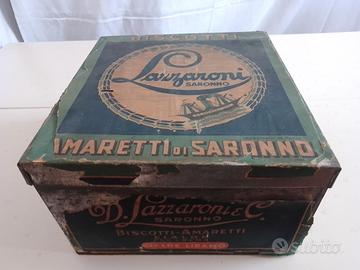 BISCOTTI
Lazzaroni
SARONNO
AMARETTI DI SARONNO
D. Lazzaroni & C.
SARONNO
BISCOTTI-AMARETTI
subito